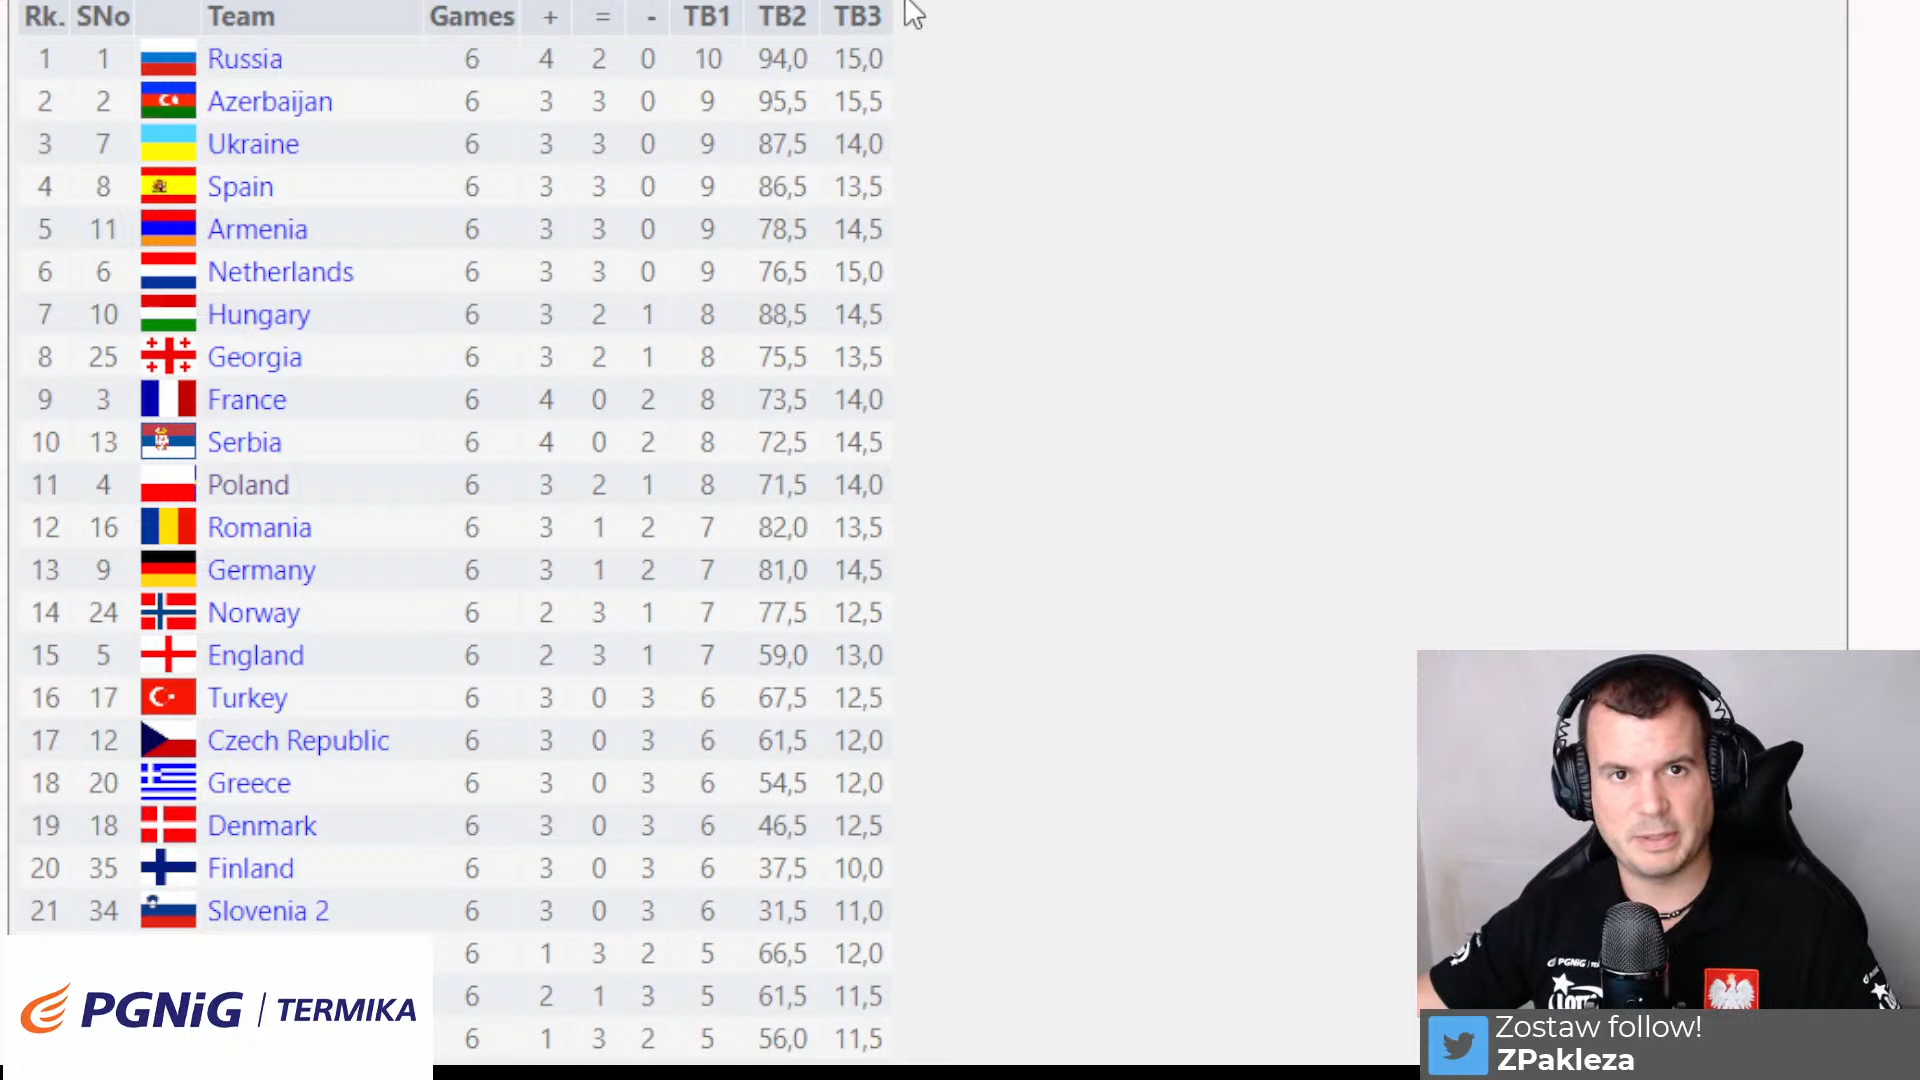 Rk. SNo Team Games + = - TB1 TB2 TB3
1 1 Russia 6 4 2 0 10 94,0 15,0
2 2 Azerbaijan 6 3 3 0 9 95,5 15,5
3 7 Ukraine 6 3 3 0 9 87,5 14,0
4 8 Spain 6 3 3 0 9 86,5 13,5
5 11 Armenia 6 3 3 0 9 78,5 14,5
6 6 Netherlands 6 3 3 0 9 76,5 15,0
7 10 Hungary 6 3 2 1 8 88,5 14,5
8 25 Georgia 6 3 2 1 8 75,5 13,5
9 3 France 6 4 0 2 8 73,5 14,0
10 13 Serbia 6 4 0 2 8 72,5 14,5
11 4 Poland 6 3 2 1 8 71,5 14,0
12 16 Romania 6 3 1 2 7 82,0 13,5
13 9 Germany 6 3 1 2 7 81,0 14,5
14 24 Norway 6 2 3 1 7 77,5 12,5
15 5 England 6 2 3 1 7 59,0 13,0
16 17 Turkey 6 3 0 3 6 67,5 12,5
17 12 Czech Republic 6 3 0 3 6 61,5 12,0
18 20 Greece 6 3 0 3 6 54,5 12,0
19 18 Denmark 6 3 0 3 6 46,5 12,5
20 35 Finland 6 3 0 3 6 37,5 10,0
21 34 Slovenia 2 6 3 0 3 6 31,5 11,0
6 1 3 2 5 66,5 12,0
6 2 1 3 5 61,5 11,5
6 1 3 2 5 56,0 11,5
PGNiG | TERMIKA
PGNiG
Zostaw follow!
ZPakleza